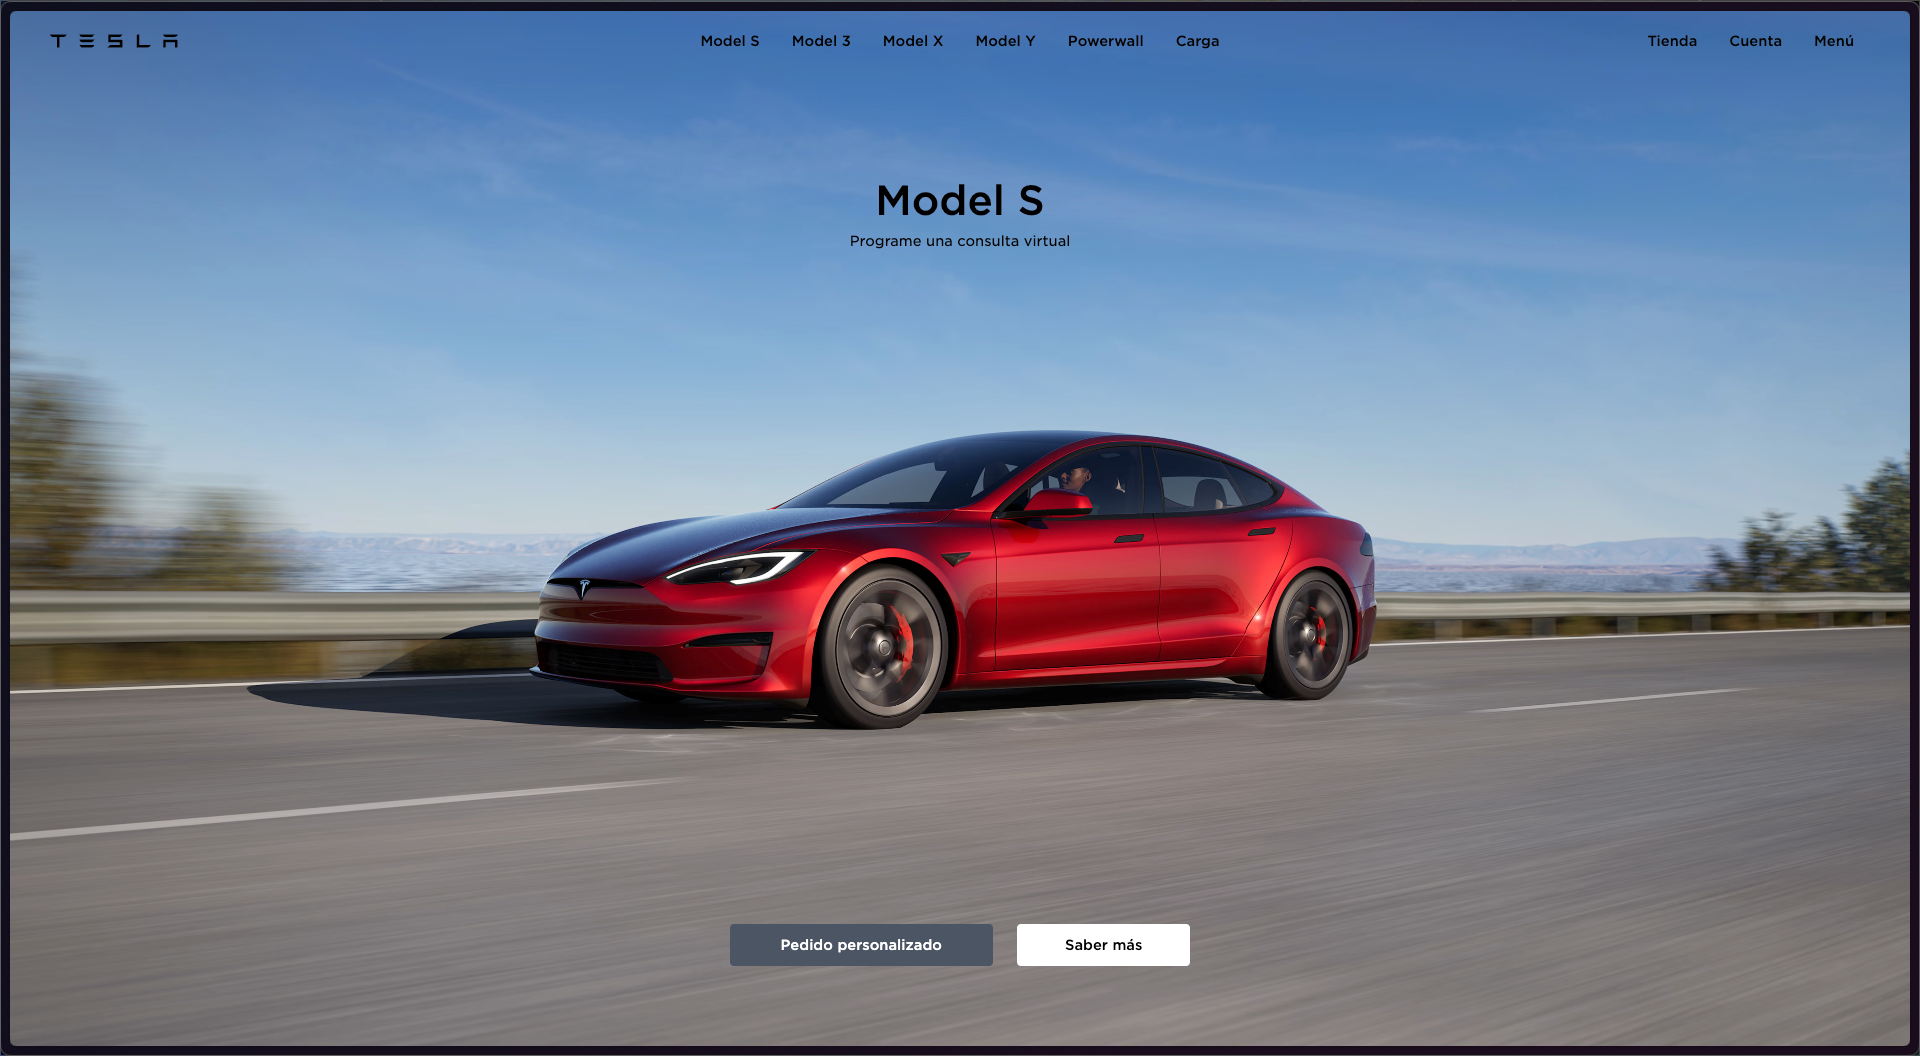 TESLA
Model S Model 3 Model X Model Y Powerwall Carga
Tienda Cuenta Menú
Model S
Programe una consulta virtual
Pedido personalizado
Saber más